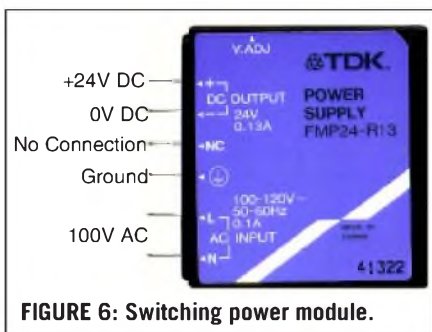 V.ADJ
TDK
+24V DC
+
0V DC
-
DC OUTPUT
24V
0.13A
POWER
SUPPLY
FMP24-R13
No Connection
NC
Ground
100-120V~
50-60Hz
0.1A
100V AC
L
AC INPUT
N
41322
FIGURE 6: Switching power module.